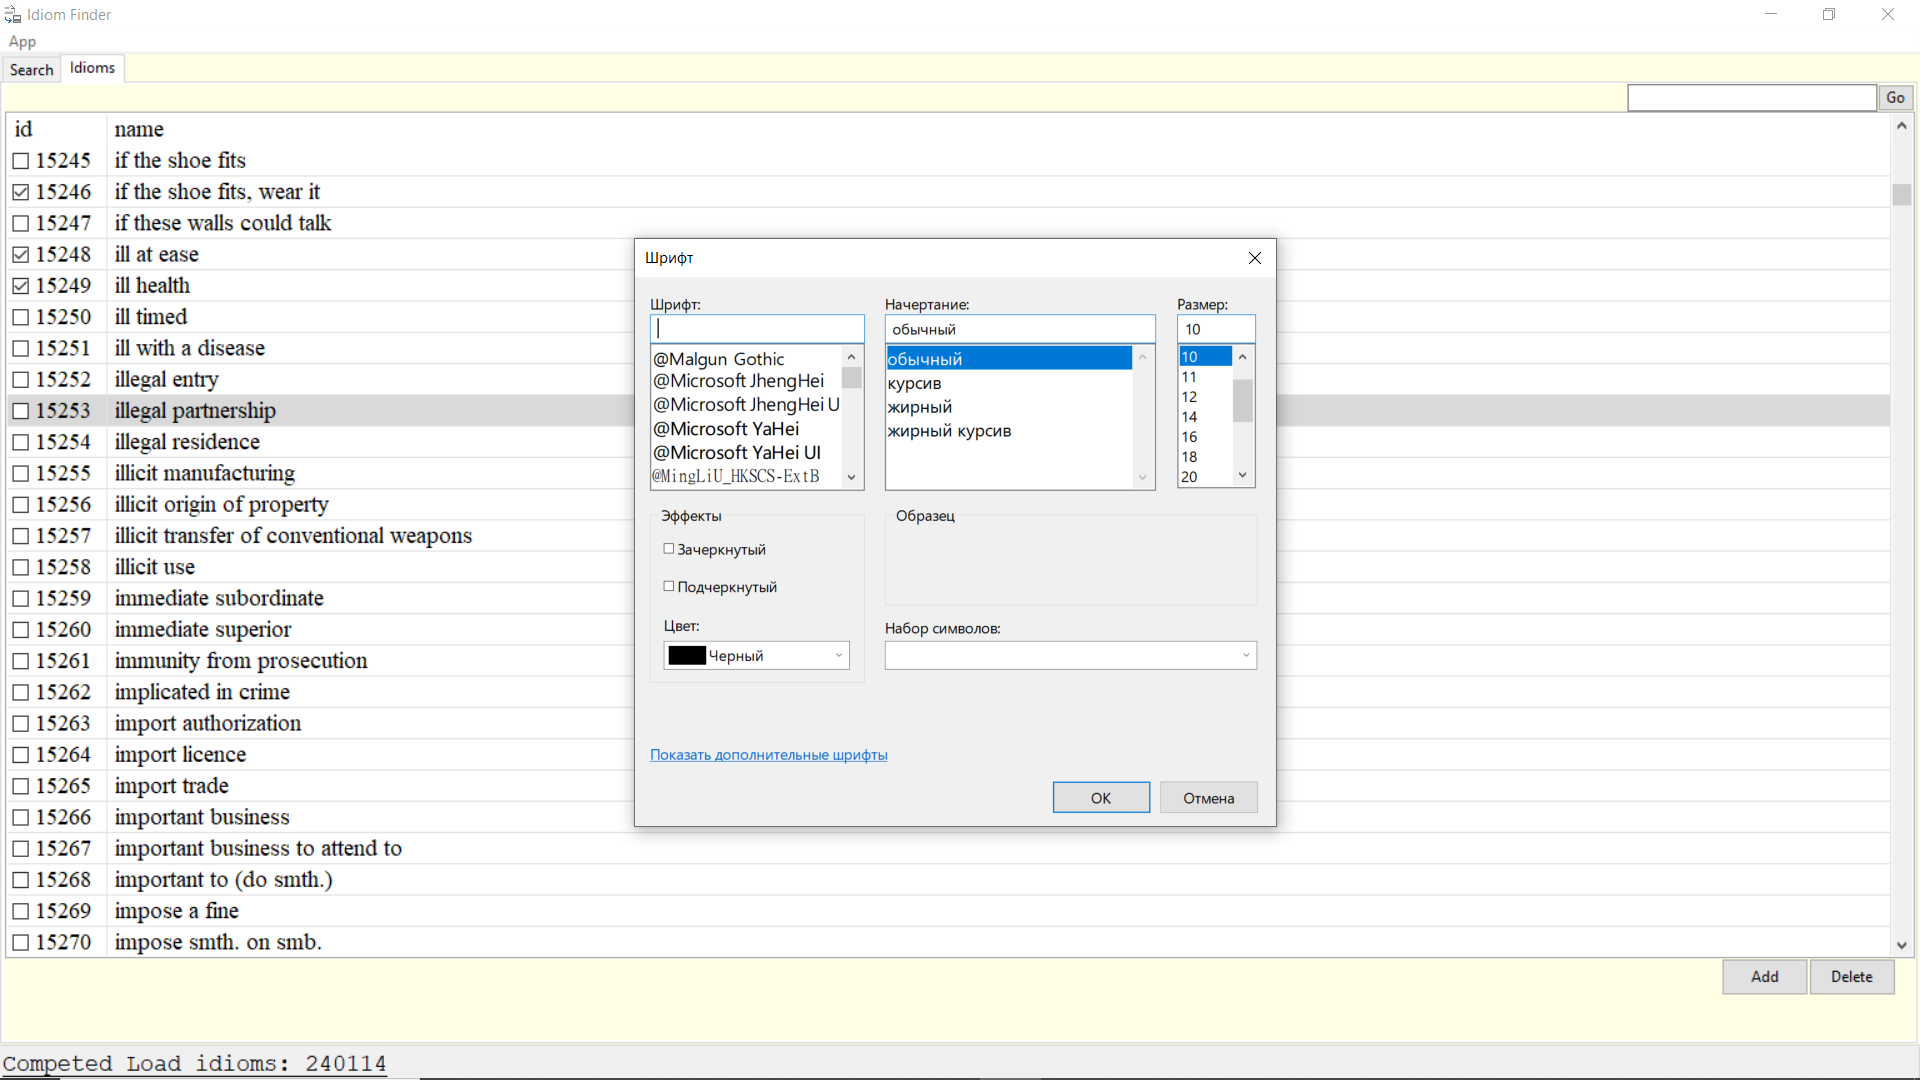 Idiom Finder
App
Search Idioms
Go
id name
15245 if the shoe fits
15246 if the shoe fits, wear it
15247 if these walls could talk
15248 ill at ease
15249 ill health
15250 ill timed
15251 ill with a disease
15252 illegal entry
15253 illegal partnership
15254 illegal residence
15255 illicit manufacturing
15256 illicit origin of property
15257 illicit transfer of conventional weapons
15258 illicit use
15259 immediate subordinate
15260 immediate superior
15261 immunity from prosecution
15262 implicated in crime
15263 import authorization
15264 import licence
15265 import trade
15266 important business
15267 important business to attend to
15268 important to (do smth.)
15269 impose a fine
15270 impose smth. on smb.
Шрифт
Шрифт:
@Malgun Gothic
@Microsoft JhengHei
@Microsoft JhengHei U
@Microsoft YaHei
@Microsoft YaHei UI
@MingLiU_HKSCS-ExtB
Начертание:
обычный
обычный
курсив
жирный
жирный курсив
Размер:
10
10
11
12
14
16
18
20
Эффекты
Зачеркнутый
Подчеркнутый
Цвет:
Черный
Образец
Набор символов:
Показать дополнительные шрифты
ОК Отмена
Add Delete
Competed Load idioms: 240114